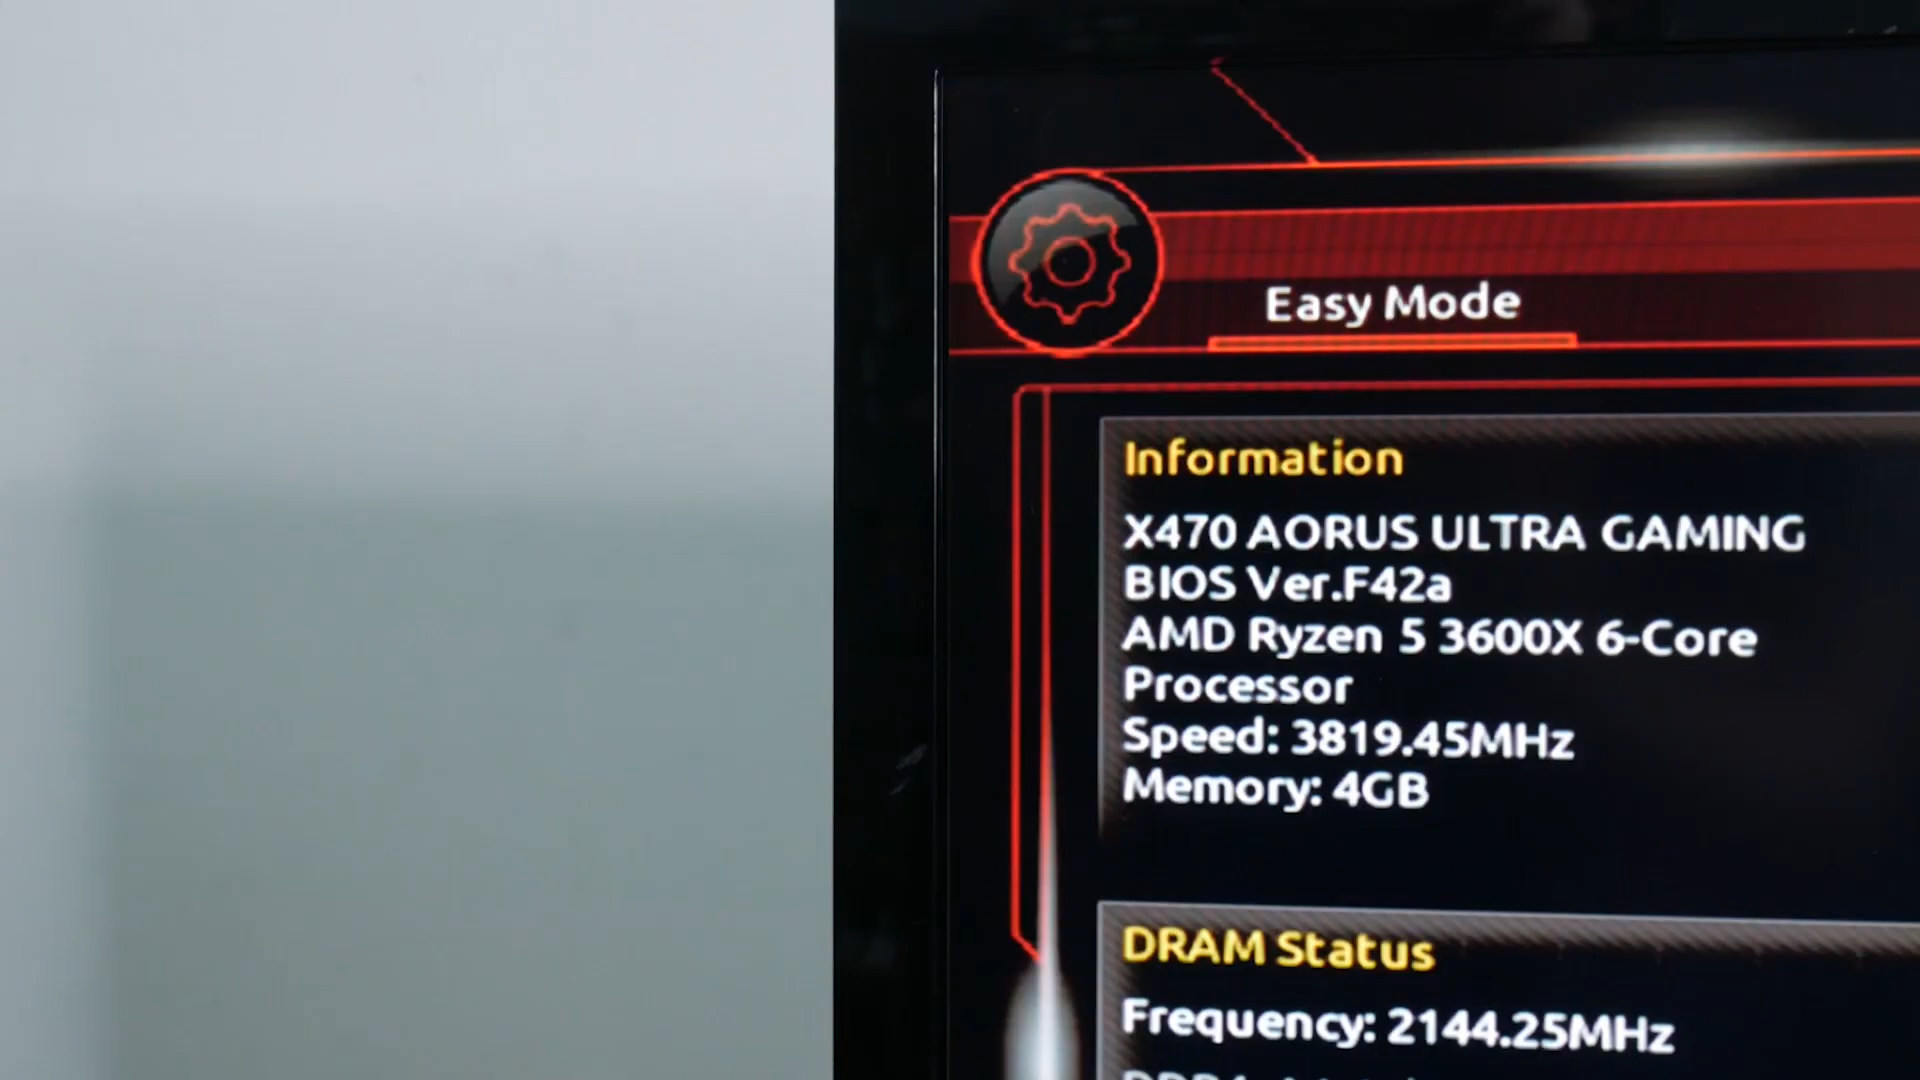 Easy Mode
Information
X470 AORUS ULTRA GAMING
BIOS Ver.F42a
AMD Ryzen 5 3600X 6-Core
Processor
Speed: 3819.45MHz
Memory: 4GB
DRAM Status
Frequency: 2144.25MHz